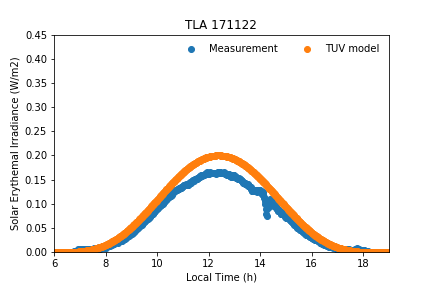 TLA 171122
Measurement
TUV model
Solar Erythemal Irradiance (W/m2)
0.45
0.40
0.35
0.30
0.25
0.20
0.15
0.10
0.05
0.00
6 8 10 12 14 16 18
Local Time (h)